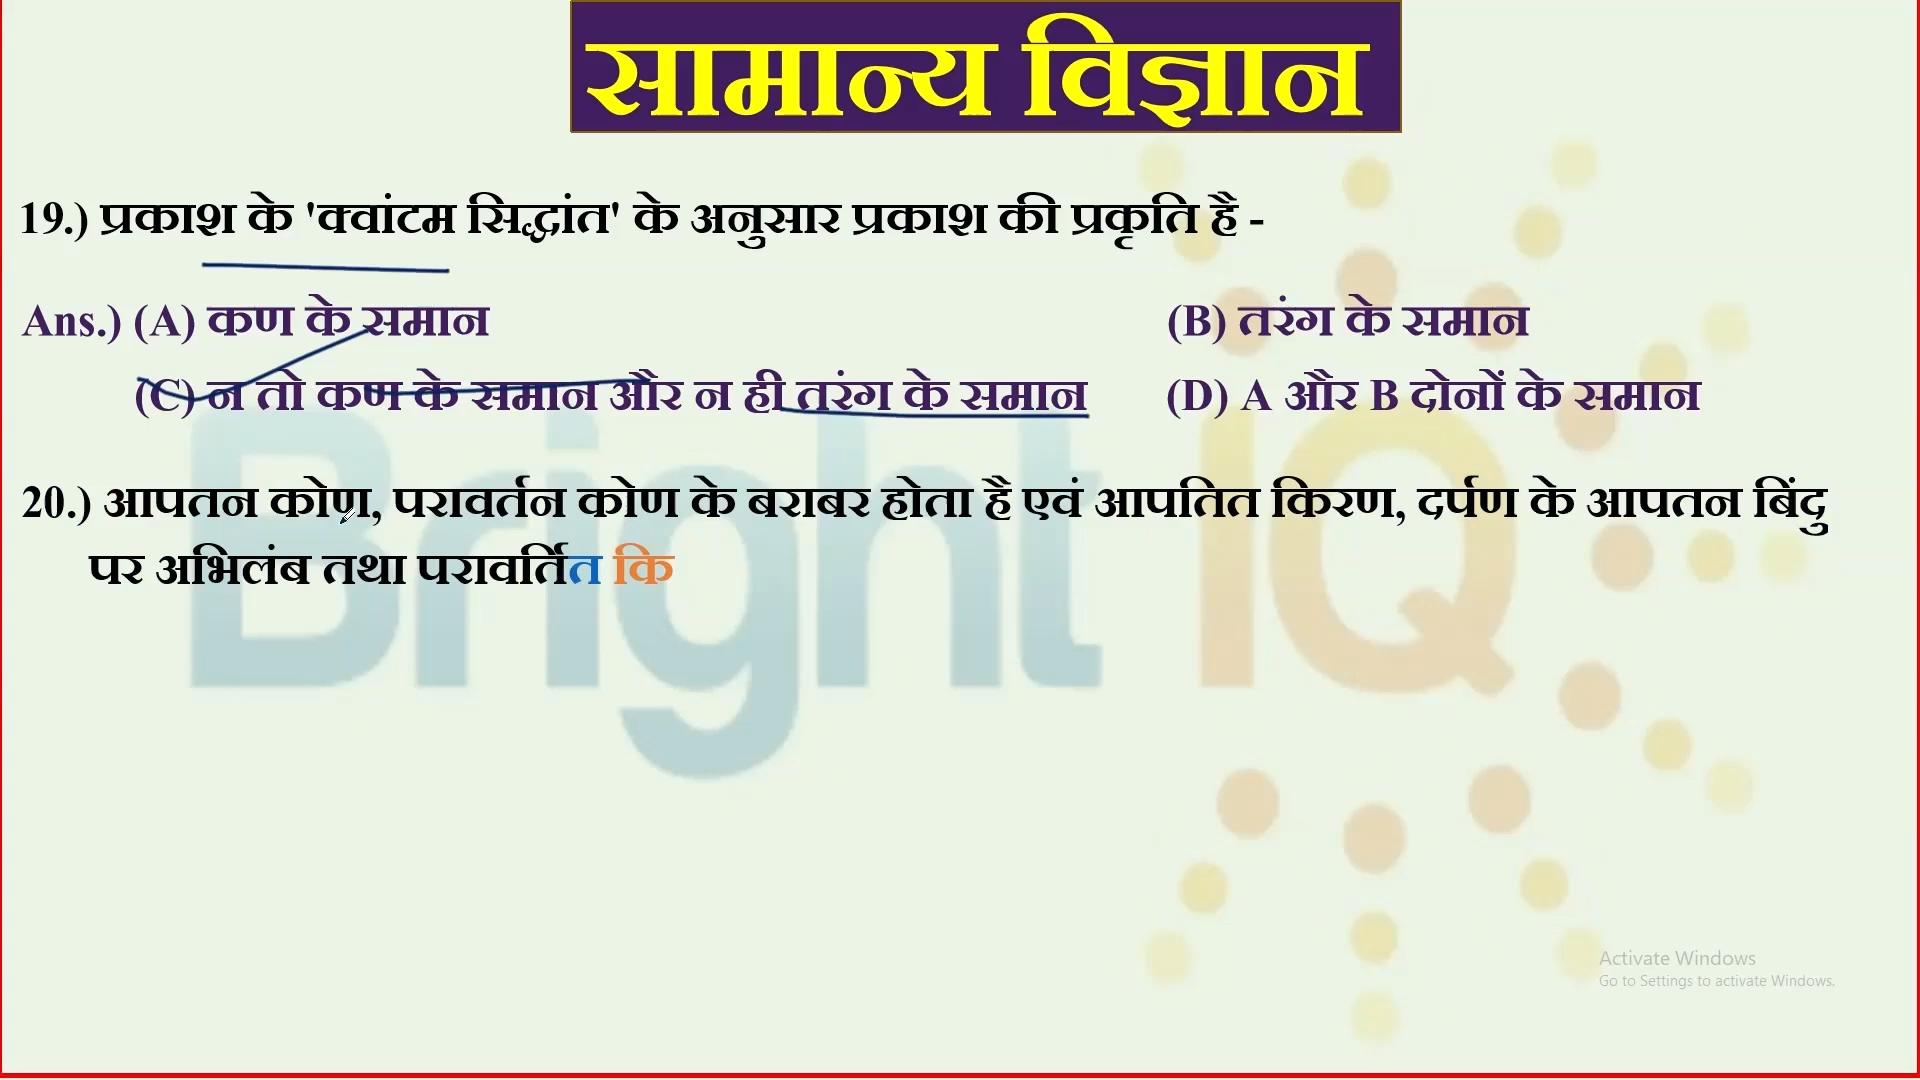 सामान्य विज्ञान
19.) प्रकाश के 'क्वांटम सिद्धांत' के अनुसार प्रकाश की प्रकृति है -
Ans.) (A) कण के समान (B) तरंग के समान
(C) न तो कण के समान और न ही तरंग के समान (D) A और B दोनों के समान
20.) आपतन कोण, परावर्तन कोण के बराबर होता है एवं आपतित किरण, दर्पण के आपतन बिंदु
पर अभिलंब तथा परावर्तित कि
Bright IQ
Activate Windows
Go to Settings to activate Windows.